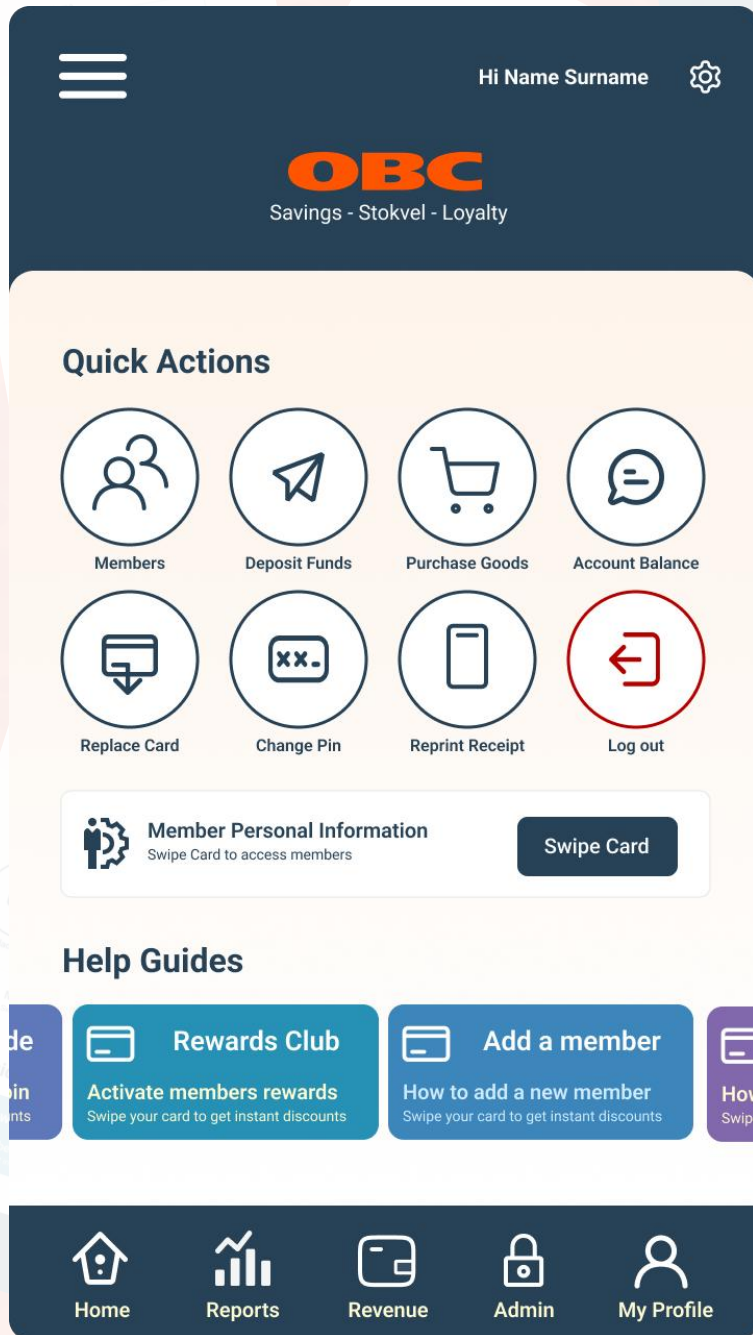 Hi Name Surname
OBC
Savings - Stokvel - Loyalty
Quick Actions
Members
Deposit Funds
Purchase Goods
Account Balance
xx-
Replace Card
Change Pin
Reprint Receipt
Log out
Member Personal Information
Swipe Card to access members
Swipe Card
Help Guides
de
in
nts
Rewards Club
Activate members rewards
Swipe your card to get instant discounts
Add a member
How to add a new member
Swipe your card to get instant discounts
How
Swip
Home
Reports
Revenue
Admin
My Profile